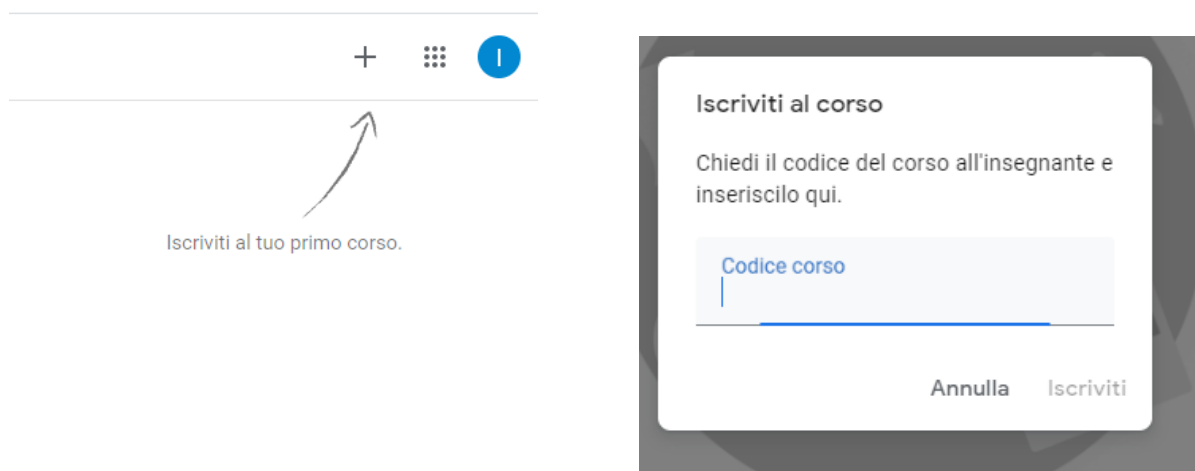 I
Iscriviti al tuo primo corso.
Iscriviti al corso
Chiedi il codice del corso all'insegnante e
inseriscilo qui.
Codice corso
Annulla Iscriviti